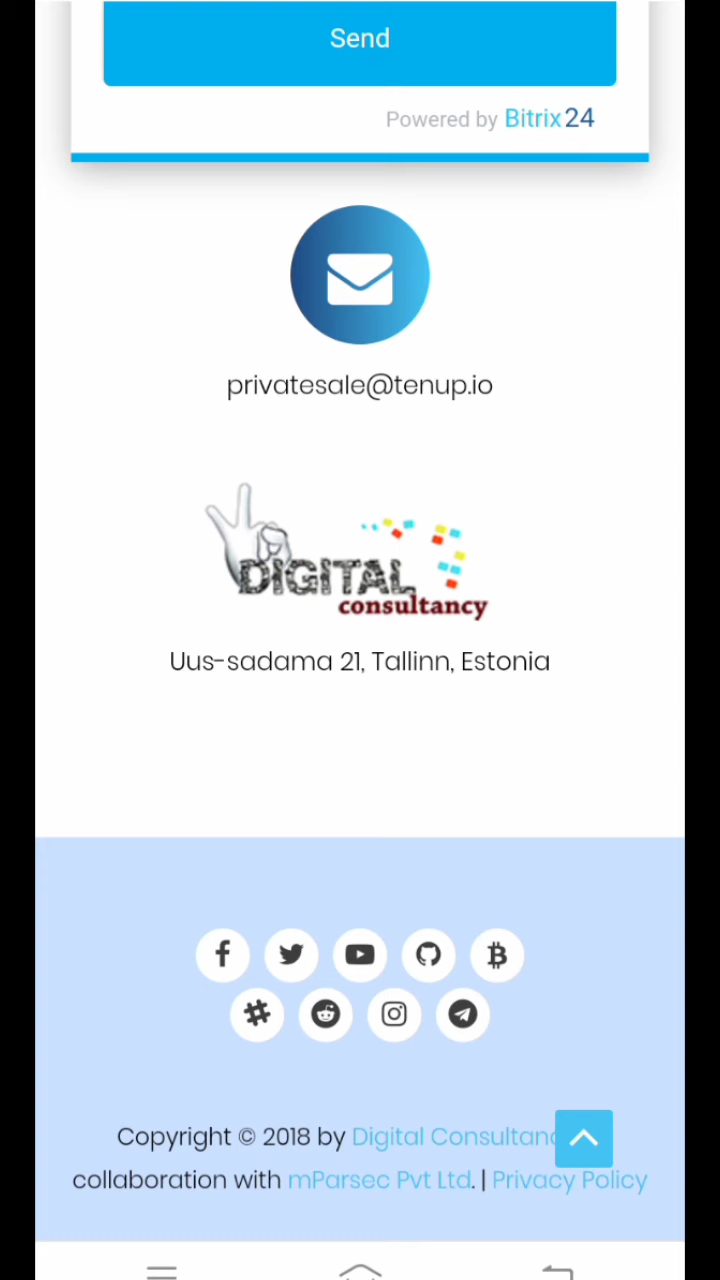 Send
Powered by Bitrix24
privatesale@tenup.io
DIGITAL
consultancy
Uus-sadama 21, Tallinn, Estonia
Copyright © 2018 by Digital
collaboration with mParsec Pvt Ltd. | Privacy Policy